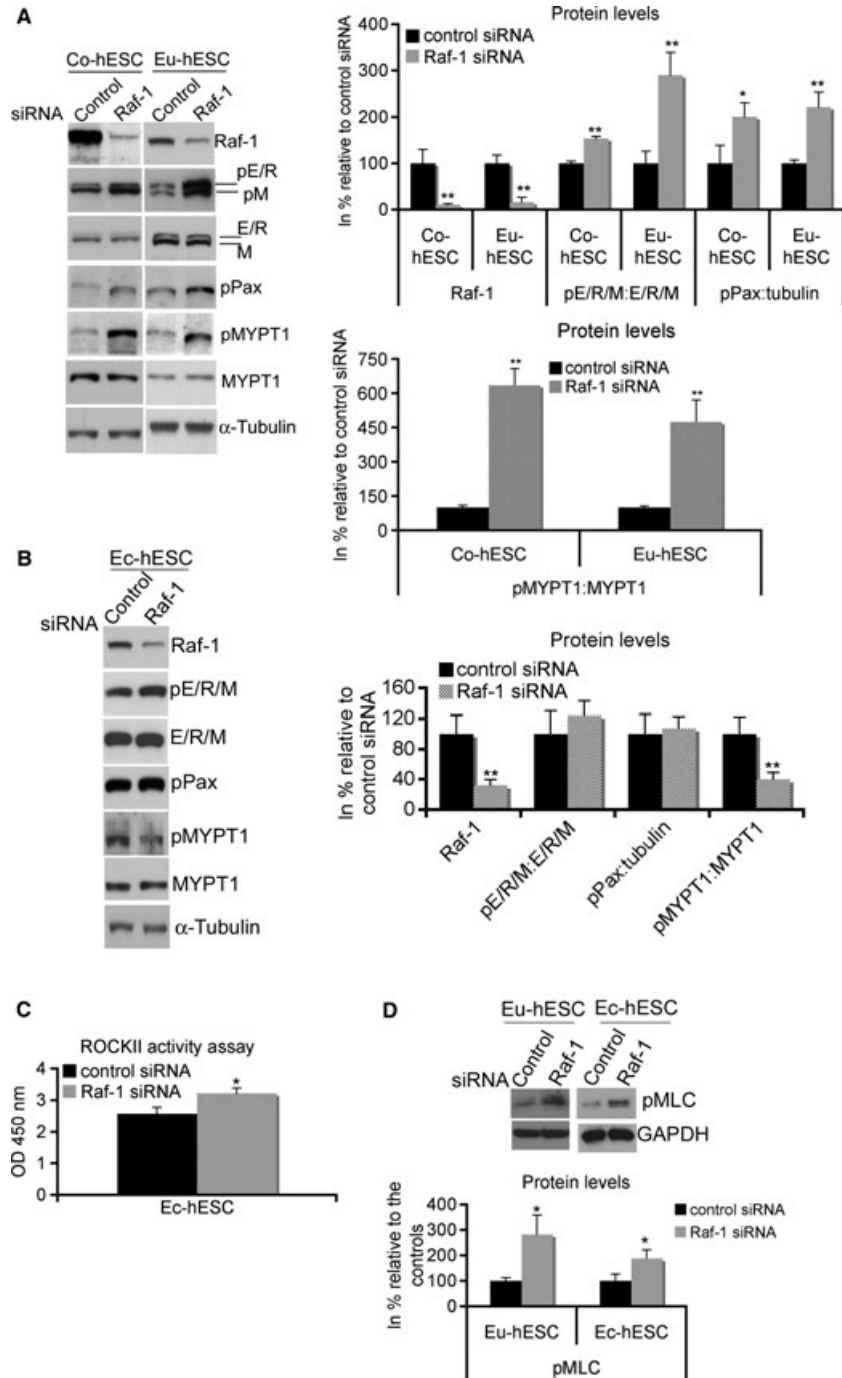 A
Co-hESC Eu-hESC
siRNA Control Raf-1 Control Raf-1
Raf-1
pE/R
pM
E/R
M
pPax
pMYPT1
MYPT1
α-Tubulin
Protein levels
control siRNA
Raf-1 siRNA
In % relative to control siRNA
400
300
200
100
0
** ** ** ** * **
Co-hESC Eu-hESC Co-hESC Eu-hESC Co-hESC Eu-hESC
Raf-1 pE/R/M:E/R/M pPax:tubulin
Protein levels
control siRNA
Raf-1 siRNA
In % relative to control siRNA
750
600
450
300
150
0
** **
Co-hESC Eu-hESC
pMYPT1:MYPT1
B
Ec-hESC
siRNA Control Raf-1
Raf-1
pE/R/M
E/R/M
pPax
pMYPT1
MYPT1
α-Tubulin
Protein levels
control siRNA
Raf-1 siRNA
In % relative to control siRNA
160
120
80
40
0
** **
Raf-1 pE/R/M:E/R/M pPax:tubulin pMYPT1:MYPT1
C
ROCKII activity assay
control siRNA
Raf-1 siRNA
OD 450 nm
4
3
2
1
0
*
Ec-hESC
D
Eu-hESC Ec-hESC
siRNA Control Raf-1 Control Raf-1
pMLC
GAPDH
Protein levels
control siRNA
Raf-1 siRNA
In % relative to the controls
400
300
200
100
0
* *
Eu-hESC Ec-hESC
pMLC